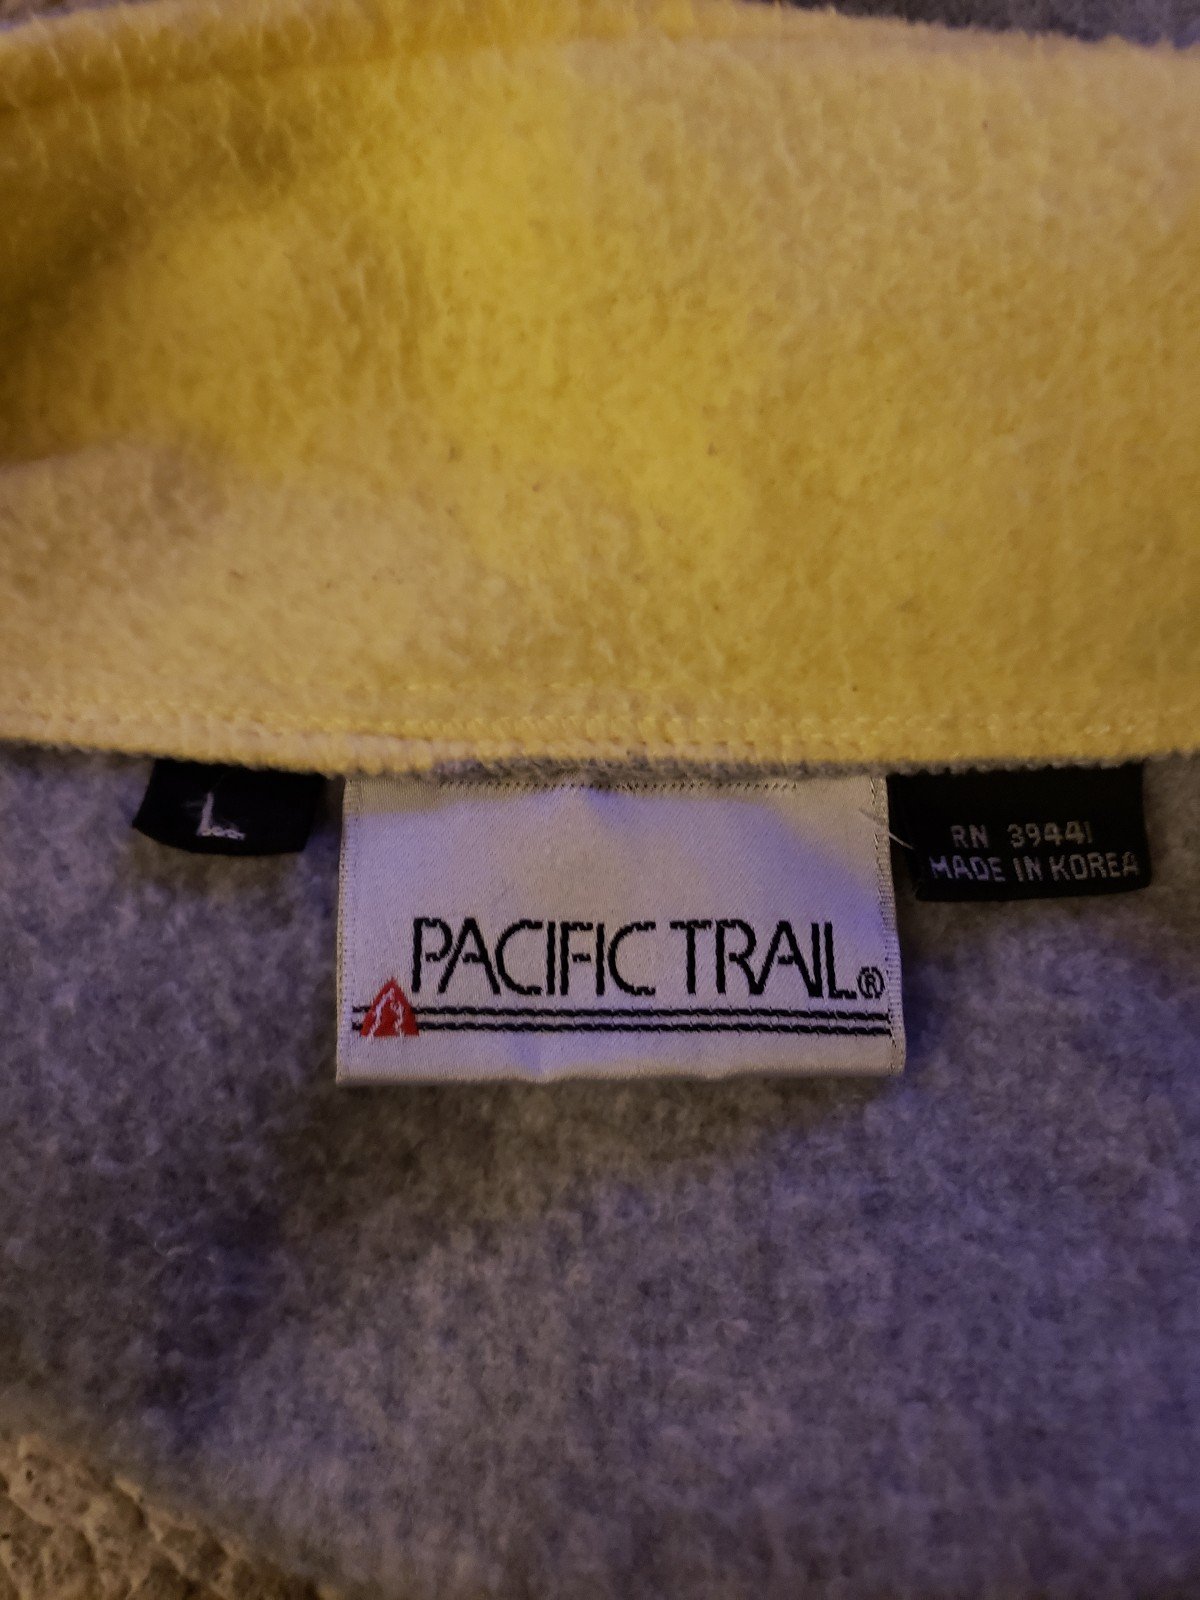 L
PACIFIC TRAIL®
RN 39441
MADE IN KOREA